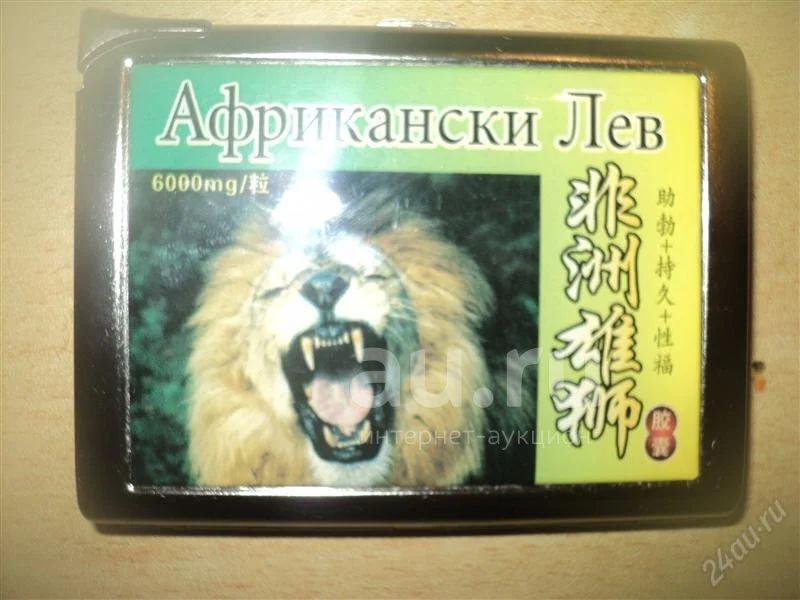 Африкански Лев
6000mg/粒
非洲雄狮
助勃+持久+性福
胶囊
au.ru
интернет-аукцион
24au.ru